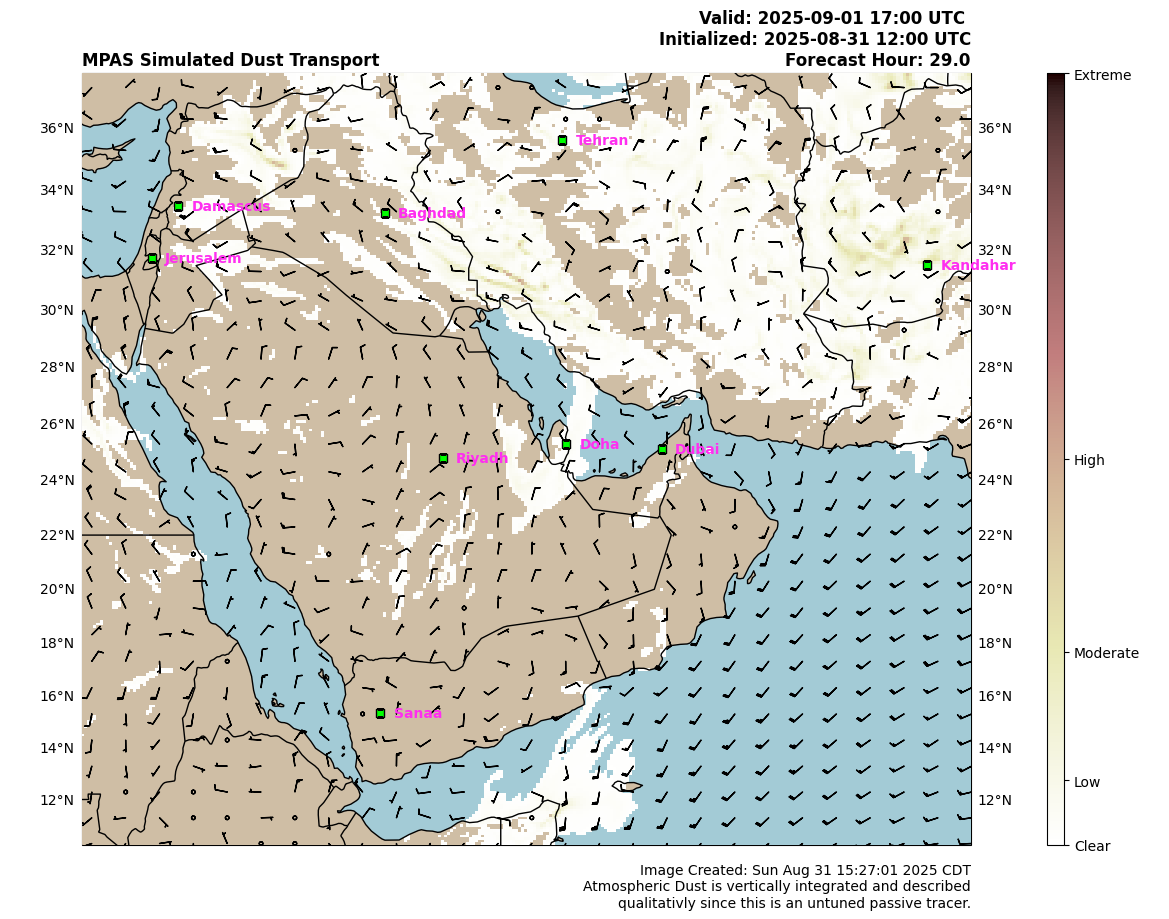 Valid: 2025-09-01 17:00 UTC
Initialized: 2025-08-31 12:00 UTC
MPAS Simulated Dust Transport
Forecast Hour: 29.0
Extreme
High
Moderate
Low
Clear
36°N
34°N
32°N
30°N
28°N
26°N
24°N
22°N
20°N
18°N
16°N
14°N
12°N
36°N
34°N
32°N
30°N
28°N
26°N
24°N
22°N
20°N
18°N
16°N
14°N
12°N
Tehran
Damascus
Baghdad
Jerusalem
Kandahar
Doha
Dubai
Riyadh
Sanaa
Image Created: Sun Aug 31 15:27:01 2025 CDT
Atmospheric Dust is vertically integrated and described
qualitativly since this is an untuned passive tracer.